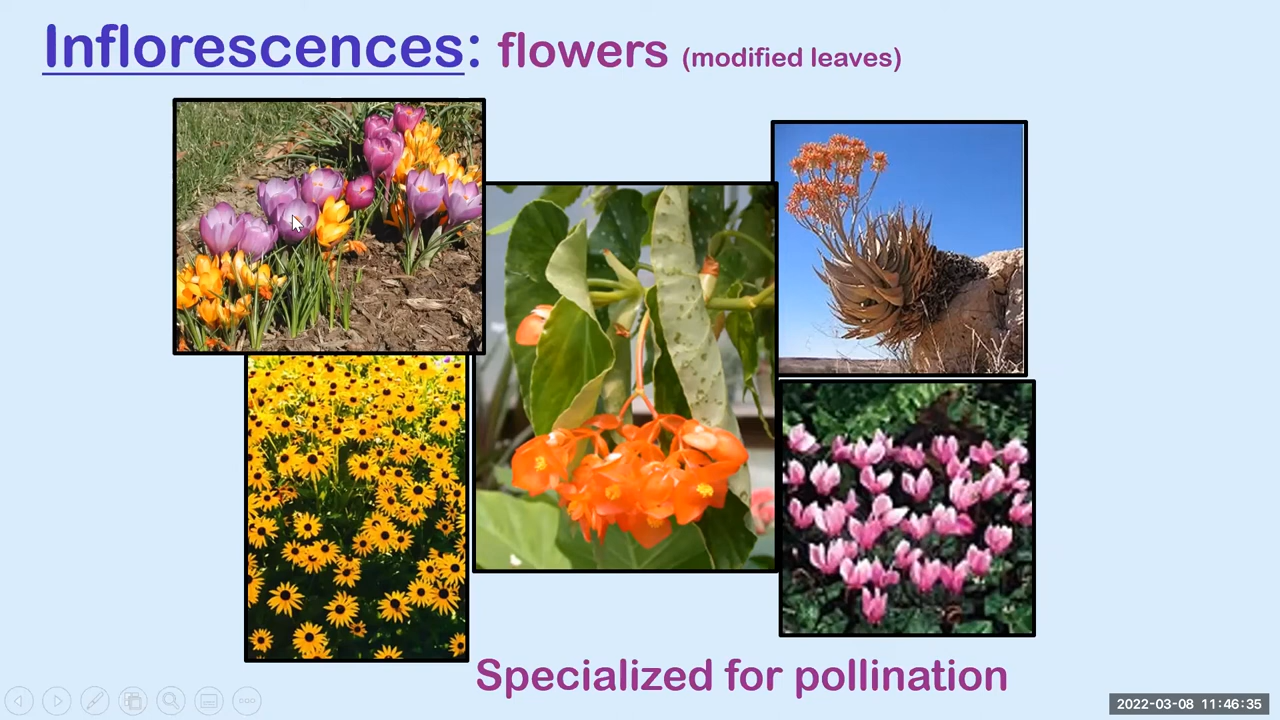 Inflorescences: flowers (modified leaves)
Specialized for pollination
2022-03-08 11:46:35